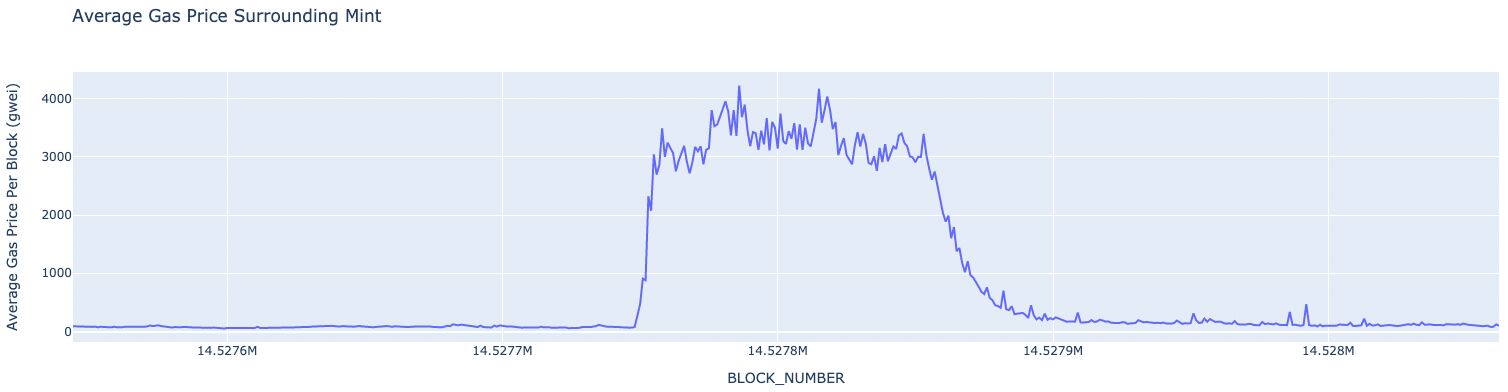 Average Gas Price Surrounding Mint
Average Gas Price Per Block (gwei)
4000
3000
2000
1000
0
14.5276M
14.5277M
14.5278M
14.5279M
14.528M
BLOCK_NUMBER